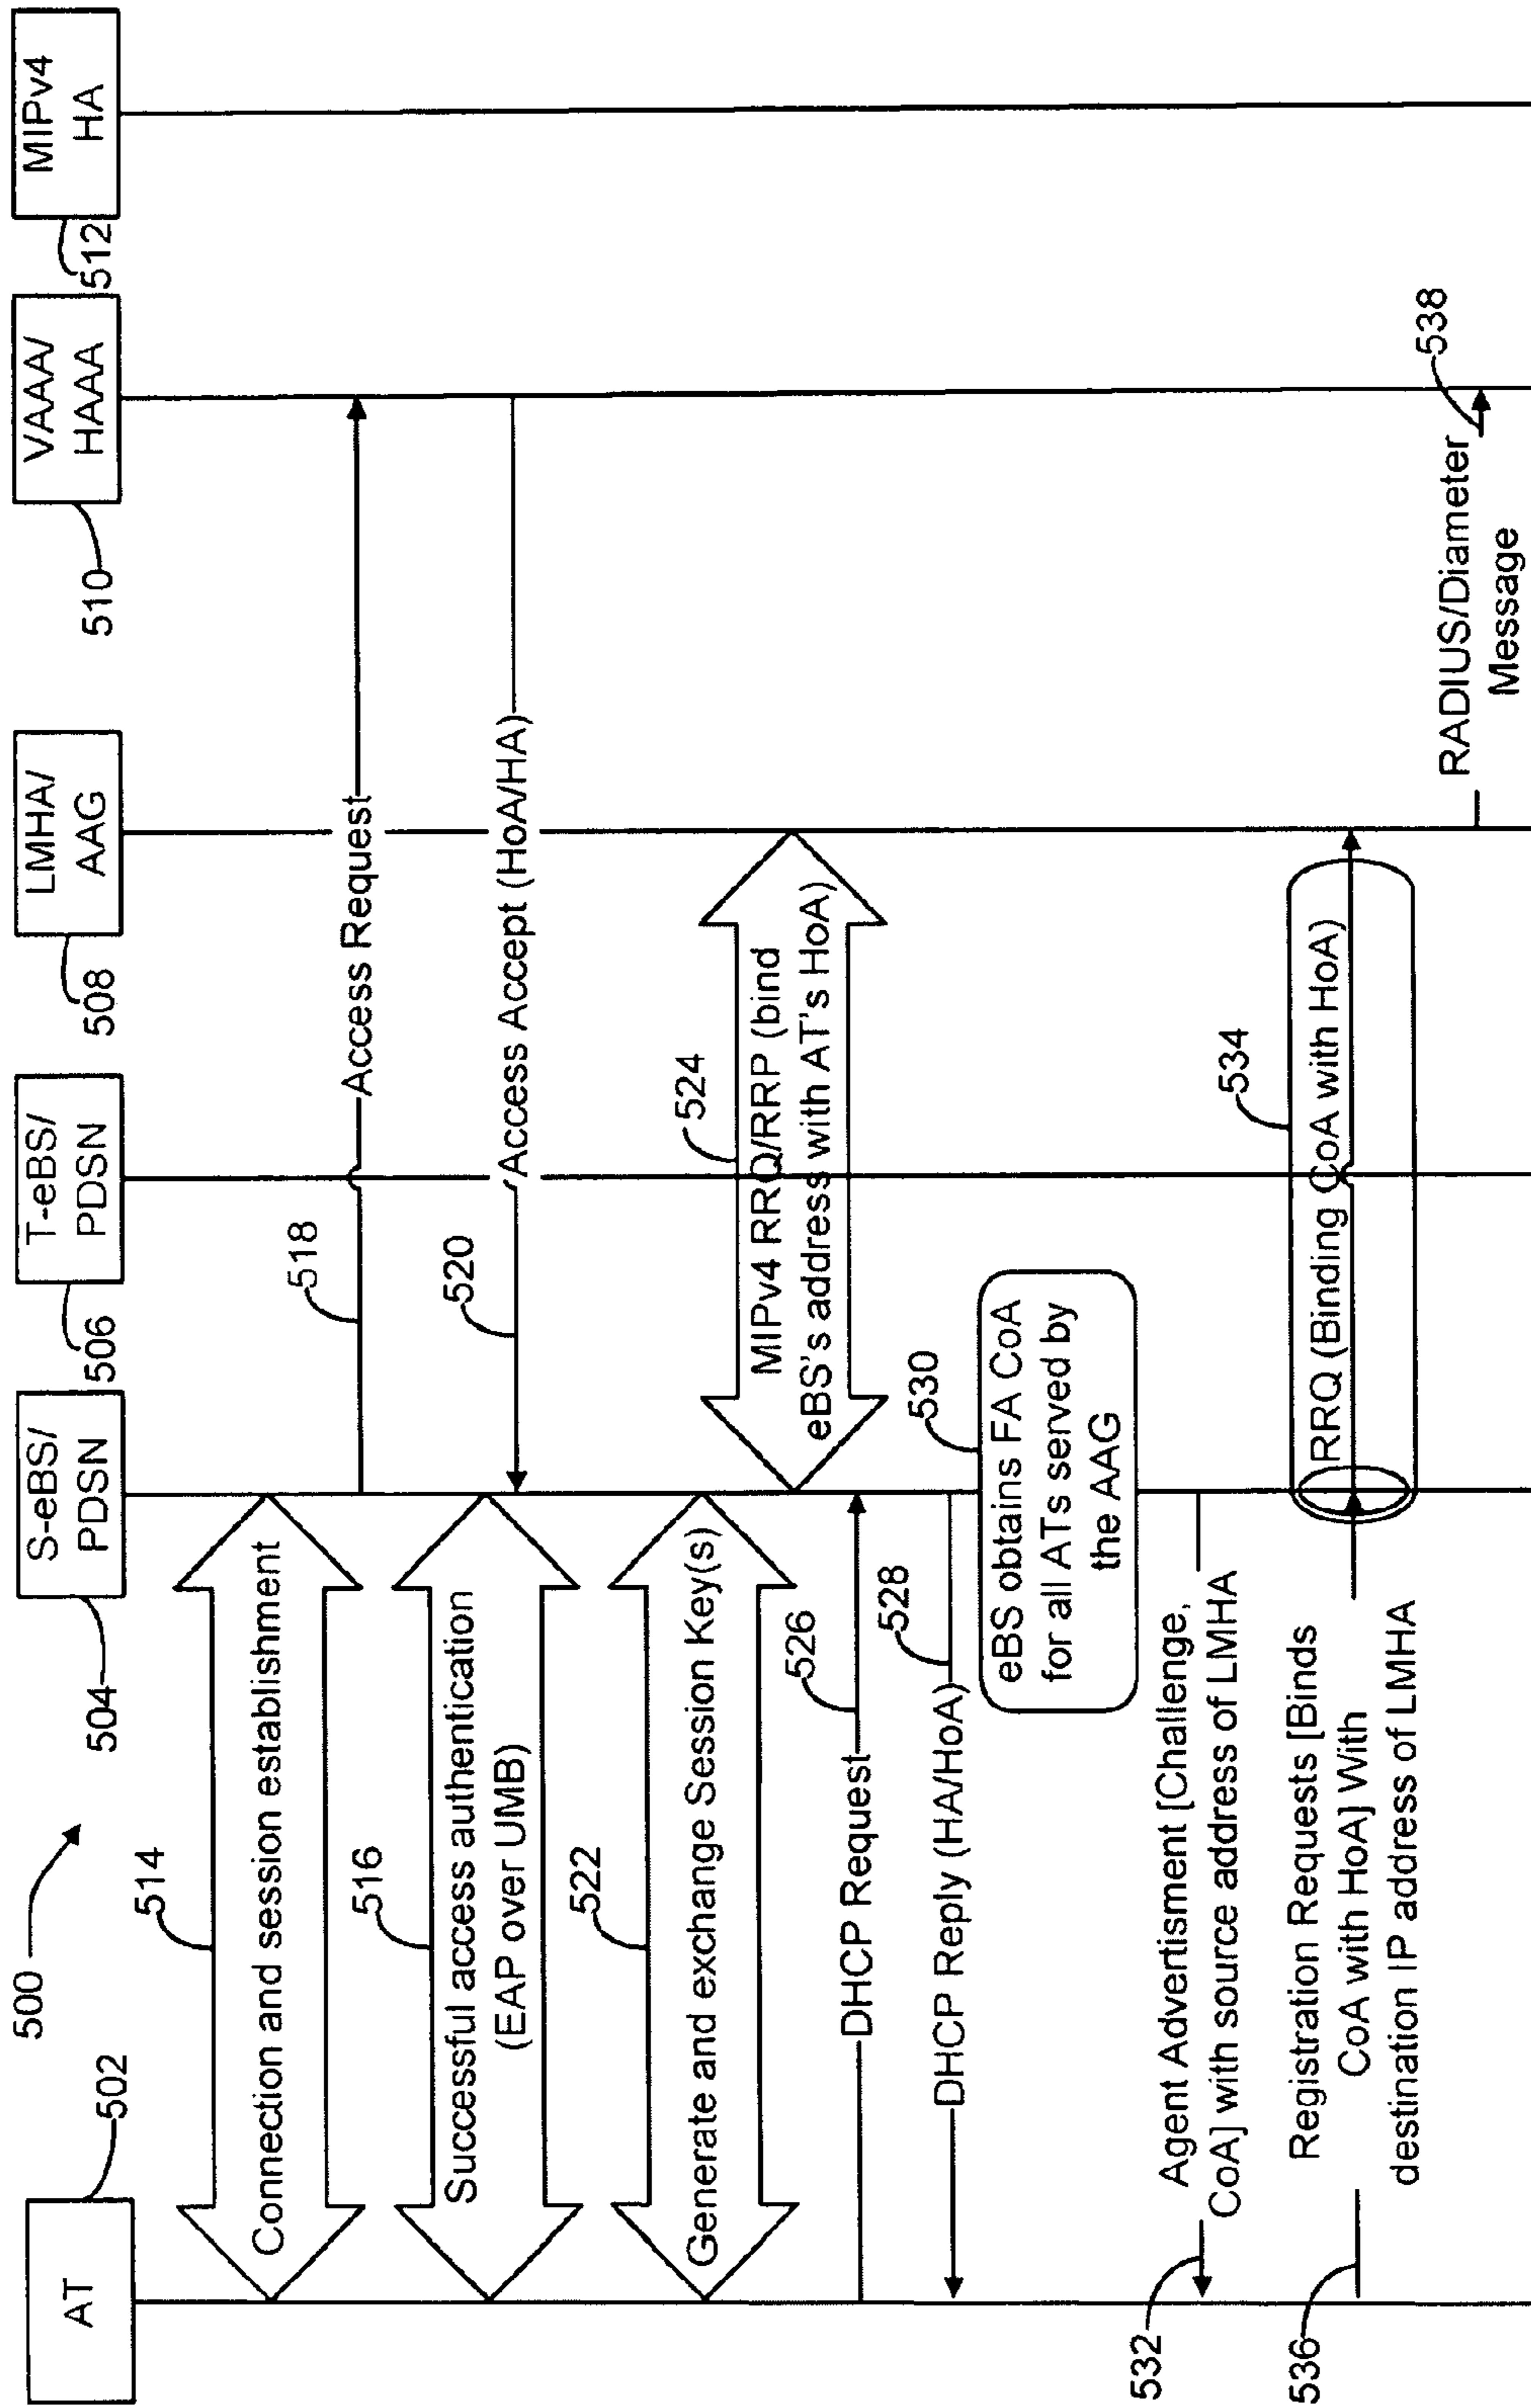 500
AT
502
S-eBS/
PDSN
504
T-eBS/
PDSN
506
LMHA/
AAG
508
VAAA/
HAAA
510
MIPv4
HA
512
514
Connection and session establishment
516
Successful access authentication
(EAP over UMB)
518
Access Request
520
Access Accept (HoA/HA)
522
Generate and exchange Session Key(s)
524
MIPv4 RRQ/RRP (bind
eBS's address with AT's HoA)
526
DHCP Request
528
DHCP Reply (HA/HoA)
530
eBS obtains FA CoA
for all ATs served by
the AAG
532
Agent Advertisment [Challenge,
CoA] with source address of LMHA
534
RRQ (Binding CoA with HoA)
536
Registration Requests [Binds
CoA with HoA] With
destination IP address of LMHA
538
RADIUS/Diameter
Message